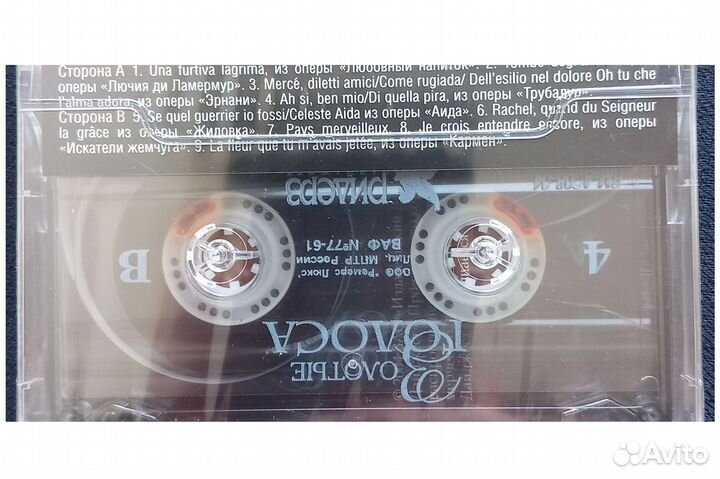 Сторона А 1. Una furtiva lagrima, из оперы «Любовный напиток». 2.
оперы «Лючия ди Ламермур». 3. Mercé, diletti amici/Come rugiada/ Dell'esilio nel dolore Oh tu che
l'alma adora, из оперы «Эрнани». 4. Ah si, ben mio/Di quella pira, из оперы «Трубадур».
Сторона В 5. Se quel guerrier io fossi/Celeste Aida из оперы «Аида». 6. Rachel, quand du Seigneur
la grâce из оперы «Жидовка». 7. Pays merveilleux. 8. Je crois entendre encore, из оперы
«Искатели жемчуга». 9. La fleur que tu m'avais jetée, из оперы «Кармен».
РИДЕРЗ
ВАФ №77-61
Лиц. МПТР России
ООО "Ремерс Люкс"
B
4
ЗОЛОТЫЕ
ГОЛОСА
Avito